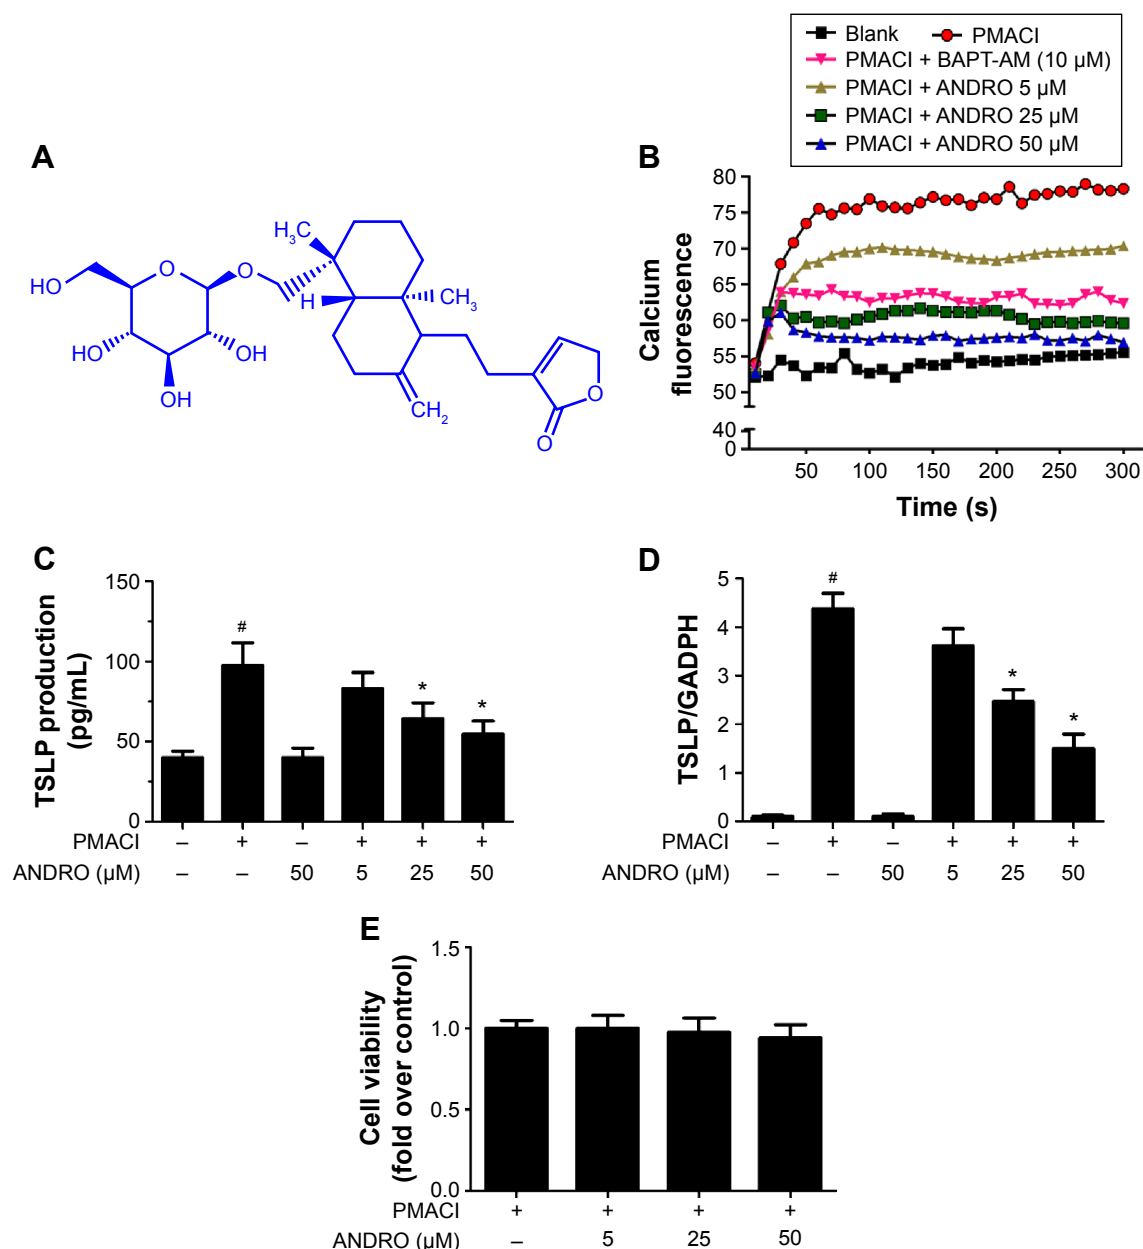 Blank
PMACI
PMACI + BAPT-AM (10 µM)
PMACI + ANDRO 5 µM
PMACI + ANDRO 25 µM
PMACI + ANDRO 50 µM
A
H3C
HO
O
O
H
CH3
HO
OH
OH
CH2
O
O
B
Calcium
fluorescence
80
75
70
65
60
55
50
40
0
50 100 150 200 250 300
Time (s)
C
TSLP production
(pg/mL)
150
100
50
0
#
*
*
PMACI – + – + + +
ANDRO (µM) – – 50 5 25 50
D
TSLP/GADPH
5
4
3
2
1
0
#
*
*
PMACI – + – + + +
ANDRO (µM) – – 50 5 25 50
E
Cell viability
(fold over control)
1.5
1.0
0.5
0.0
PMACI + + + +
ANDRO (µM) – 5 25 50